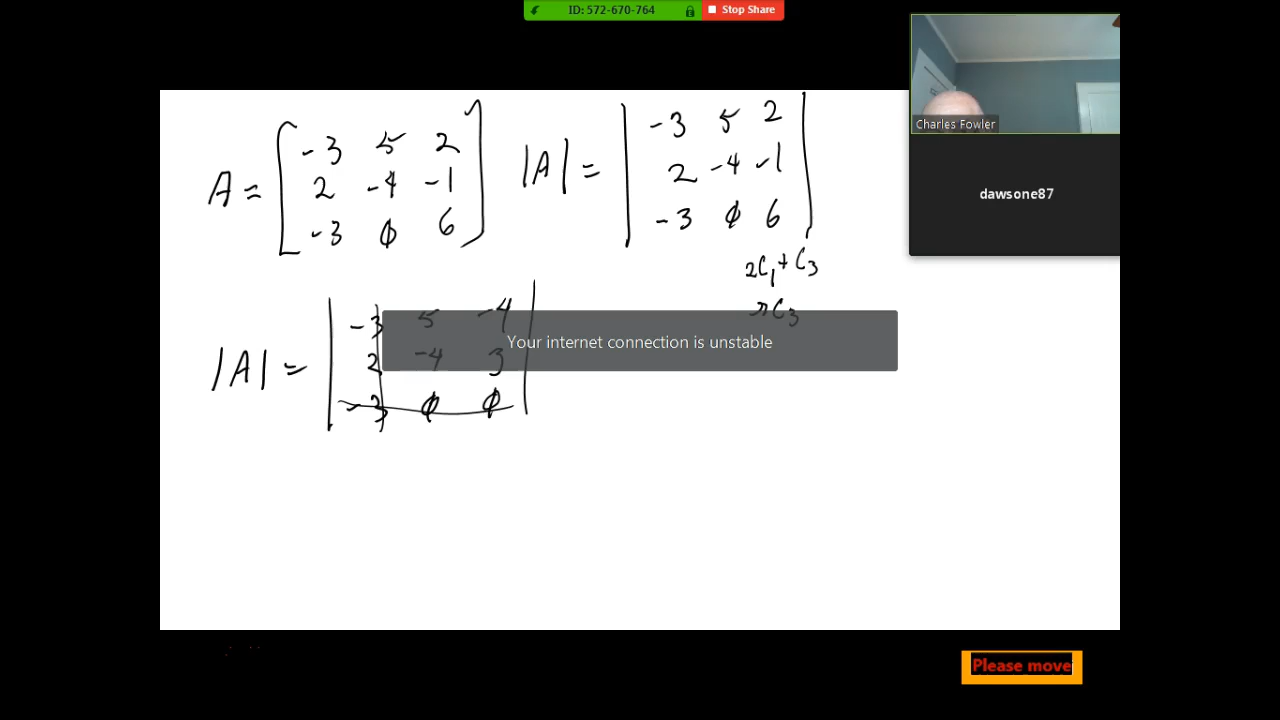 ID: 572-670-764 Stop Share
Charles Fowler
dawsone87
A = [ -3 5 2
2 -4 -1
-3 0 6 ]
|A| = | -3 5 2
2 -4 -1
-3 0 6 |
2C₁ + C₃
→ C₃
|A| = | -3 5 -4
2 -4 3
-3 0 0 |
Your internet connection is unstable
Please move